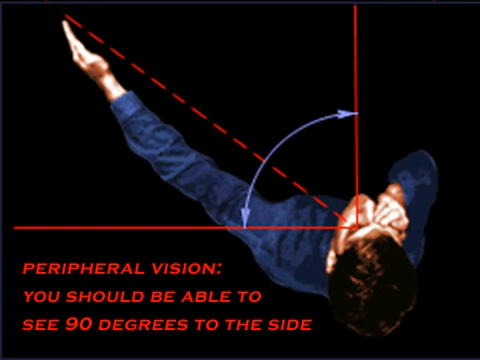 PERIPHERAL VISION:
YOU SHOULD BE ABLE TO
SEE 90 DEGREES TO THE SIDE